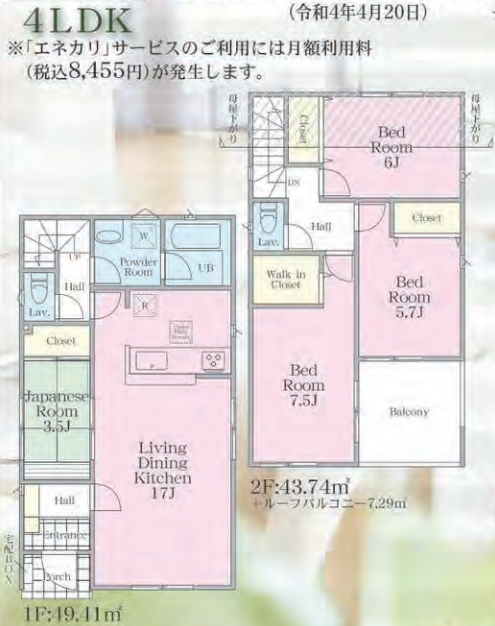 4LDK
(令和4年4月20日)
※「エネカリ」サービスのご利用には月額利用料
(税込8,455円)が発生します。
母屋下がり
Closet
Bed
Room
6J
母屋下がり
DN
Hall
Lav.
Closet
Walk in
Closet
Bed
Room
5.7J
Bed
Room
7.5J
Balcony
2F:43.74㎡
+ルーフバルコニー7.29㎡
UP
W
Powder
Room
UB
Hall
Lav.
R
Closet
Japanese
Room
3.5J
Living
Dining
Kitchen
17J
Hall
Entrance
宅配BOX
Porch
1F:49.41㎡